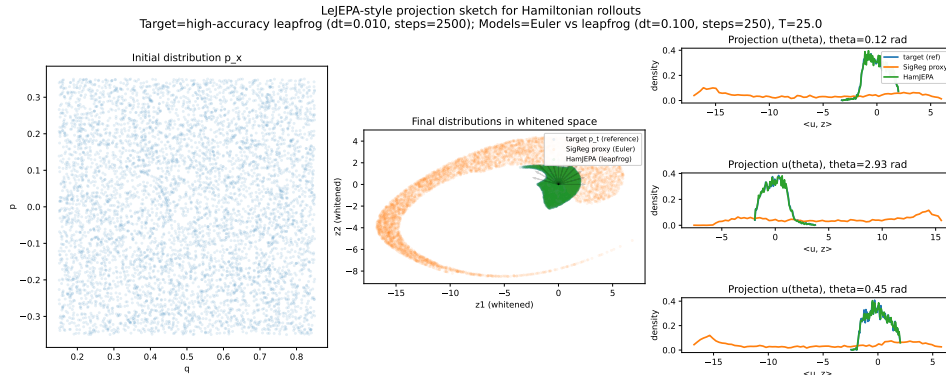 LeJEPA-style projection sketch for Hamiltonian rollouts
Target=high-accuracy leapfrog (dt=0.010, steps=2500); Models=Euler vs leapfrog (dt=0.100, steps=250), T=25.0
Initial distribution p_x
0.3
0.2
0.1
0.0
−0.1
−0.2
−0.3
p
0.2 0.3 0.4 0.5 0.6 0.7 0.8
q
Final distributions in whitened space
target p_t (reference)
SigReg proxy (Euler)
HamJEPA (leapfrog)
4
2
0
−2
−4
−6
−8
z2 (whitened)
−15 −10 −5 0 5
z1 (whitened)
Projection u(theta), theta=0.12 rad
target (ref)
SigReg proxy
HamJEPA
0.4
0.2
0.0
density
−15 −10 −5 0 5
<u, z>
Projection u(theta), theta=2.93 rad
0.2
0.0
density
−5 0 5 10 15
<u, z>
Projection u(theta), theta=0.45 rad
0.4
0.2
0.0
density
−15 −10 −5 0 5
<u, z>